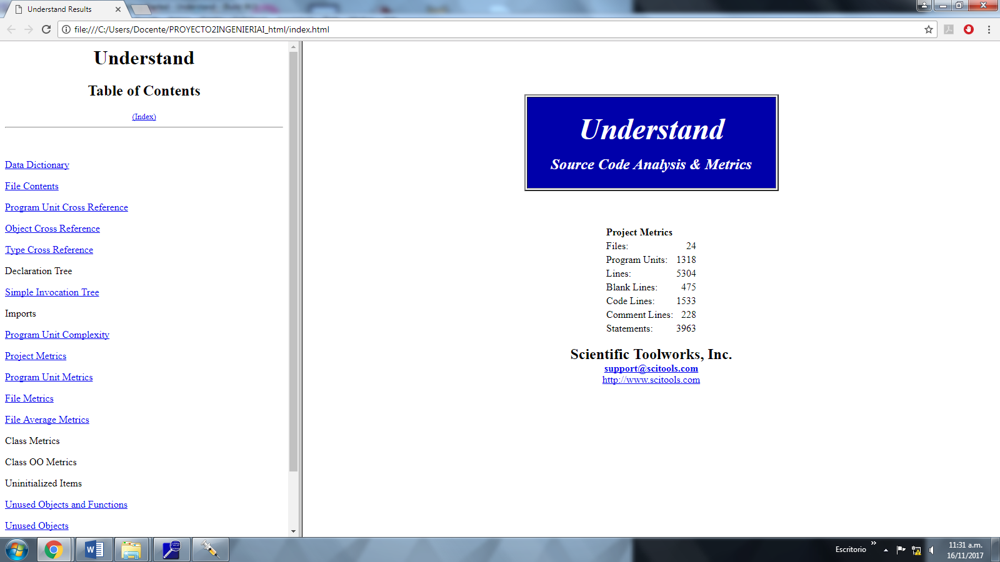 Understand Results
file:///C:/Users/Docente/PROYECTO2INGENIERIAI_html/index.html
Understand
Table of Contents
(Index)
Data Dictionary
File Contents
Program Unit Cross Reference
Object Cross Reference
Type Cross Reference
Declaration Tree
Simple Invocation Tree
Imports
Program Unit Complexity
Project Metrics
Program Unit Metrics
File Metrics
File Average Metrics
Class Metrics
Class OO Metrics
Uninitialized Items
Unused Objects and Functions
Unused Objects
Understand
Source Code Analysis & Metrics
Project Metrics
Files: 24
Program Units: 1318
Lines: 5304
Blank Lines: 475
Code Lines: 1533
Comment Lines: 228
Statements: 3963
Scientific Toolworks, Inc.
support@scitools.com
http://www.scitools.com
Escritorio
11:31 a.m.
16/11/2017